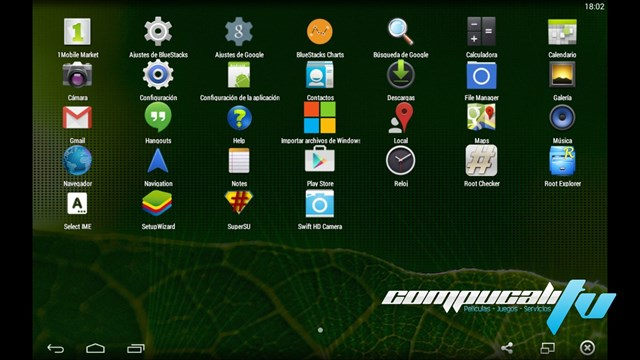 18:02
1Mobile Market
Ajustes de BlueStacks
Ajustes de Google
BlueStacks Charts
Búsqueda de Google
Calculadora
Calendario
Cámara
Configuración
Configuración de la aplicación
Contactos
Descargas
File Manager
Galería
Gmail
Hangouts
Help
Importar archivos de Windows
Local
Maps
Música
Navegador
Navigation
Notes
Play Store
Reloj
Root Checker
Root Explorer
Select IME
SetupWizard
SuperSU
Swift HD Camera
compucalitv
Peliculas - Juegos - Servicios